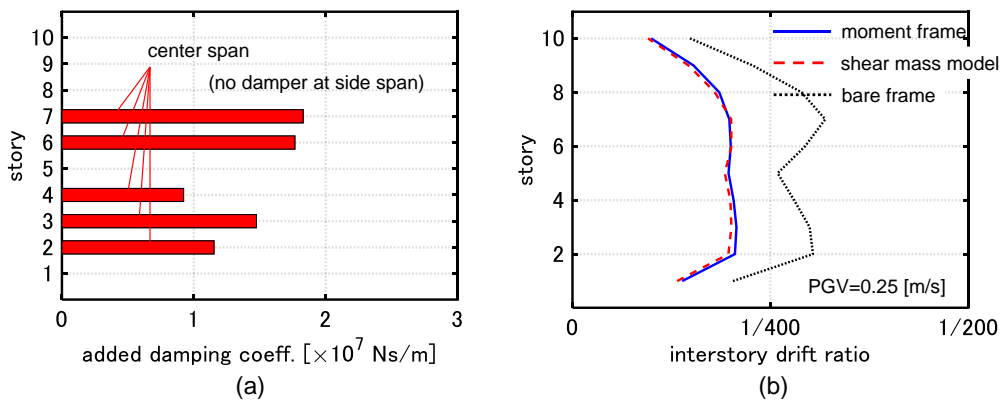 10
9
8
7
6
5
4
3
2
1
story
center span
(no damper at side span)
0
1
2
3
added damping coeff. [×10⁷ Ns/m]
(a)
10
8
6
4
2
story
moment frame
shear mass model
bare frame
PGV=0.25 [m/s]
0
1/400
1/200
interstory drift ratio
(b)